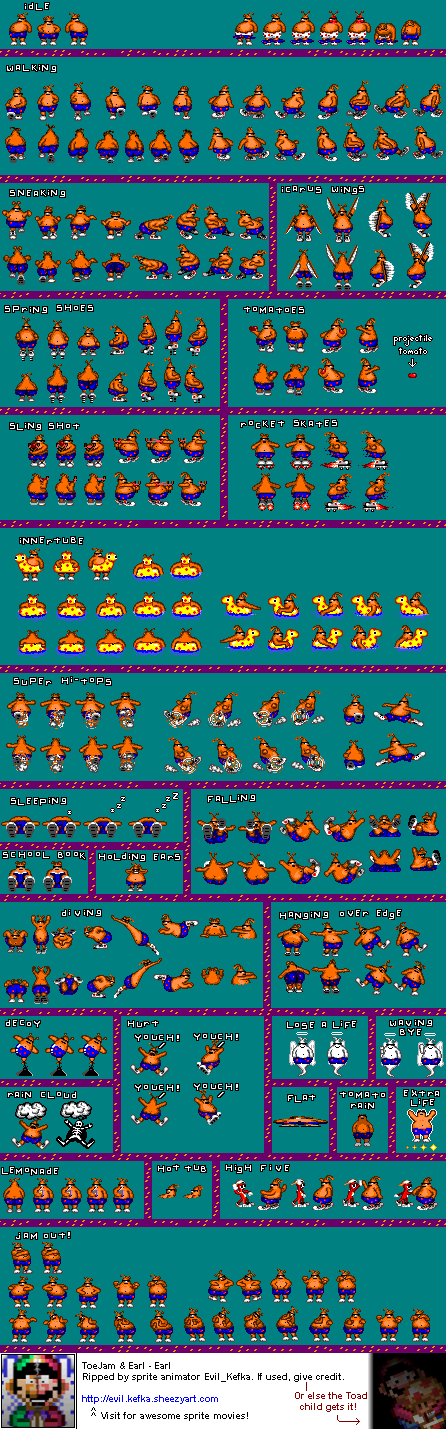 idLE
WALKing
SNEAKing
iCArUS WiNGS
SPriNG SHOES
TOMATOES
projectile
tomato
SLiNG SHOT
rOCKET SKATES
iNNErTUBE
SUPEr Hi-TOPS
SLEEPiNG
z
z z
z z z
z z z Z
FALLiNG
SCHOOL BOOK
HOLdiNG EArS
diViNG
HANGiNG OVEr EdGE
dECOY
HUrT
YOUCH!
YOUCH!
YOUCH!
YOUCH!
LOSE A LiFE
WAViNG
BYE
rAiN CLOUd
FLAT
TOMATO
rAiN
EXTrA
LiFE
LEMONAdE
HOT TUB
HiGH FiVE
JAM OUT!
ToeJam & Earl - Earl
Ripped by sprite animator Evil_Kefka. If used, give credit.
Or else the Toad
child gets it!
http://evil.kefka.sheezyart.com
^ Visit for awesome sprite movies!